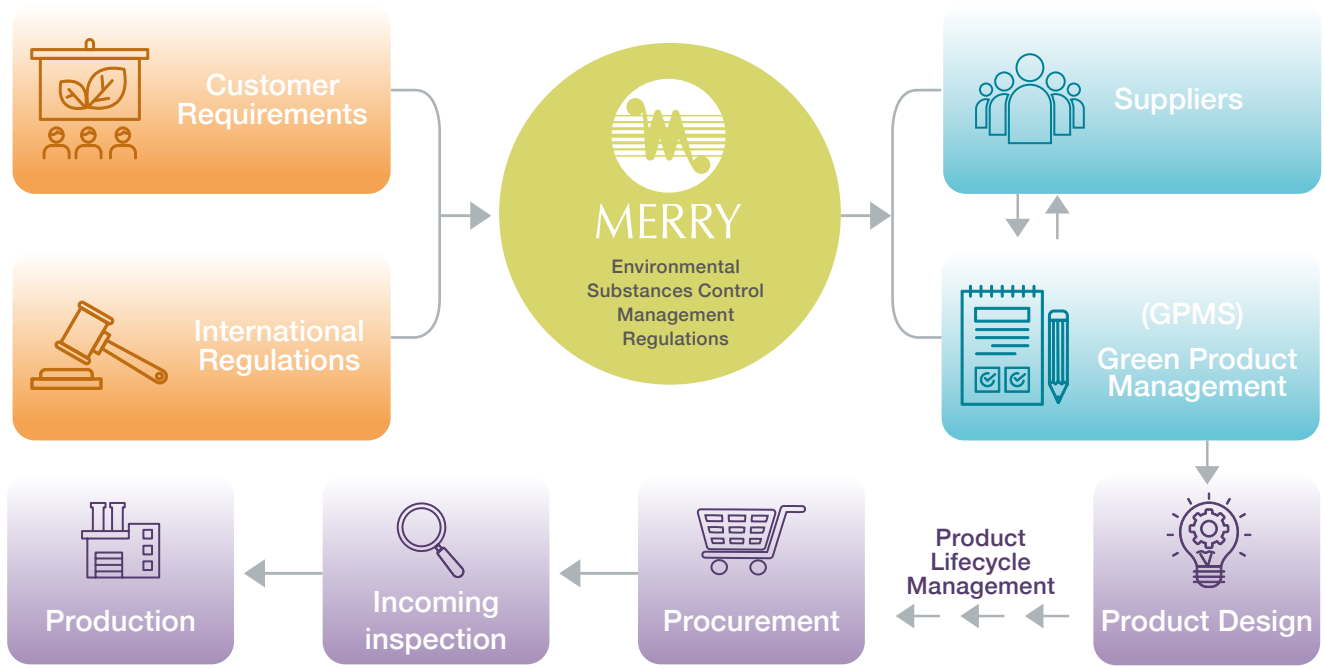 Customer
Requirements
MERRY
Environmental
Substances Control
Management
Regulations
Suppliers
International
Regulations
(GPMS)
Green Product
Management
Production
Incoming
inspection
Procurement
Product
Lifecycle
Management
Product Design